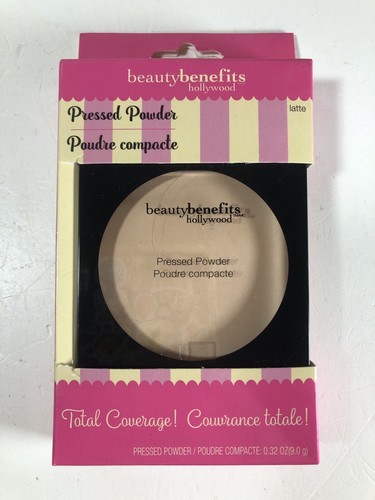 beautybenefits
hollywood
latte
Pressed Powder
Poudre compacte
beautybenefits
hollywood
Pressed Powder
Poudre compacte
Total Coverage! Couvrance totale!
PRESSED POWDER / POUDRE COMPACTE: 0.32 OZ(9.0 g)